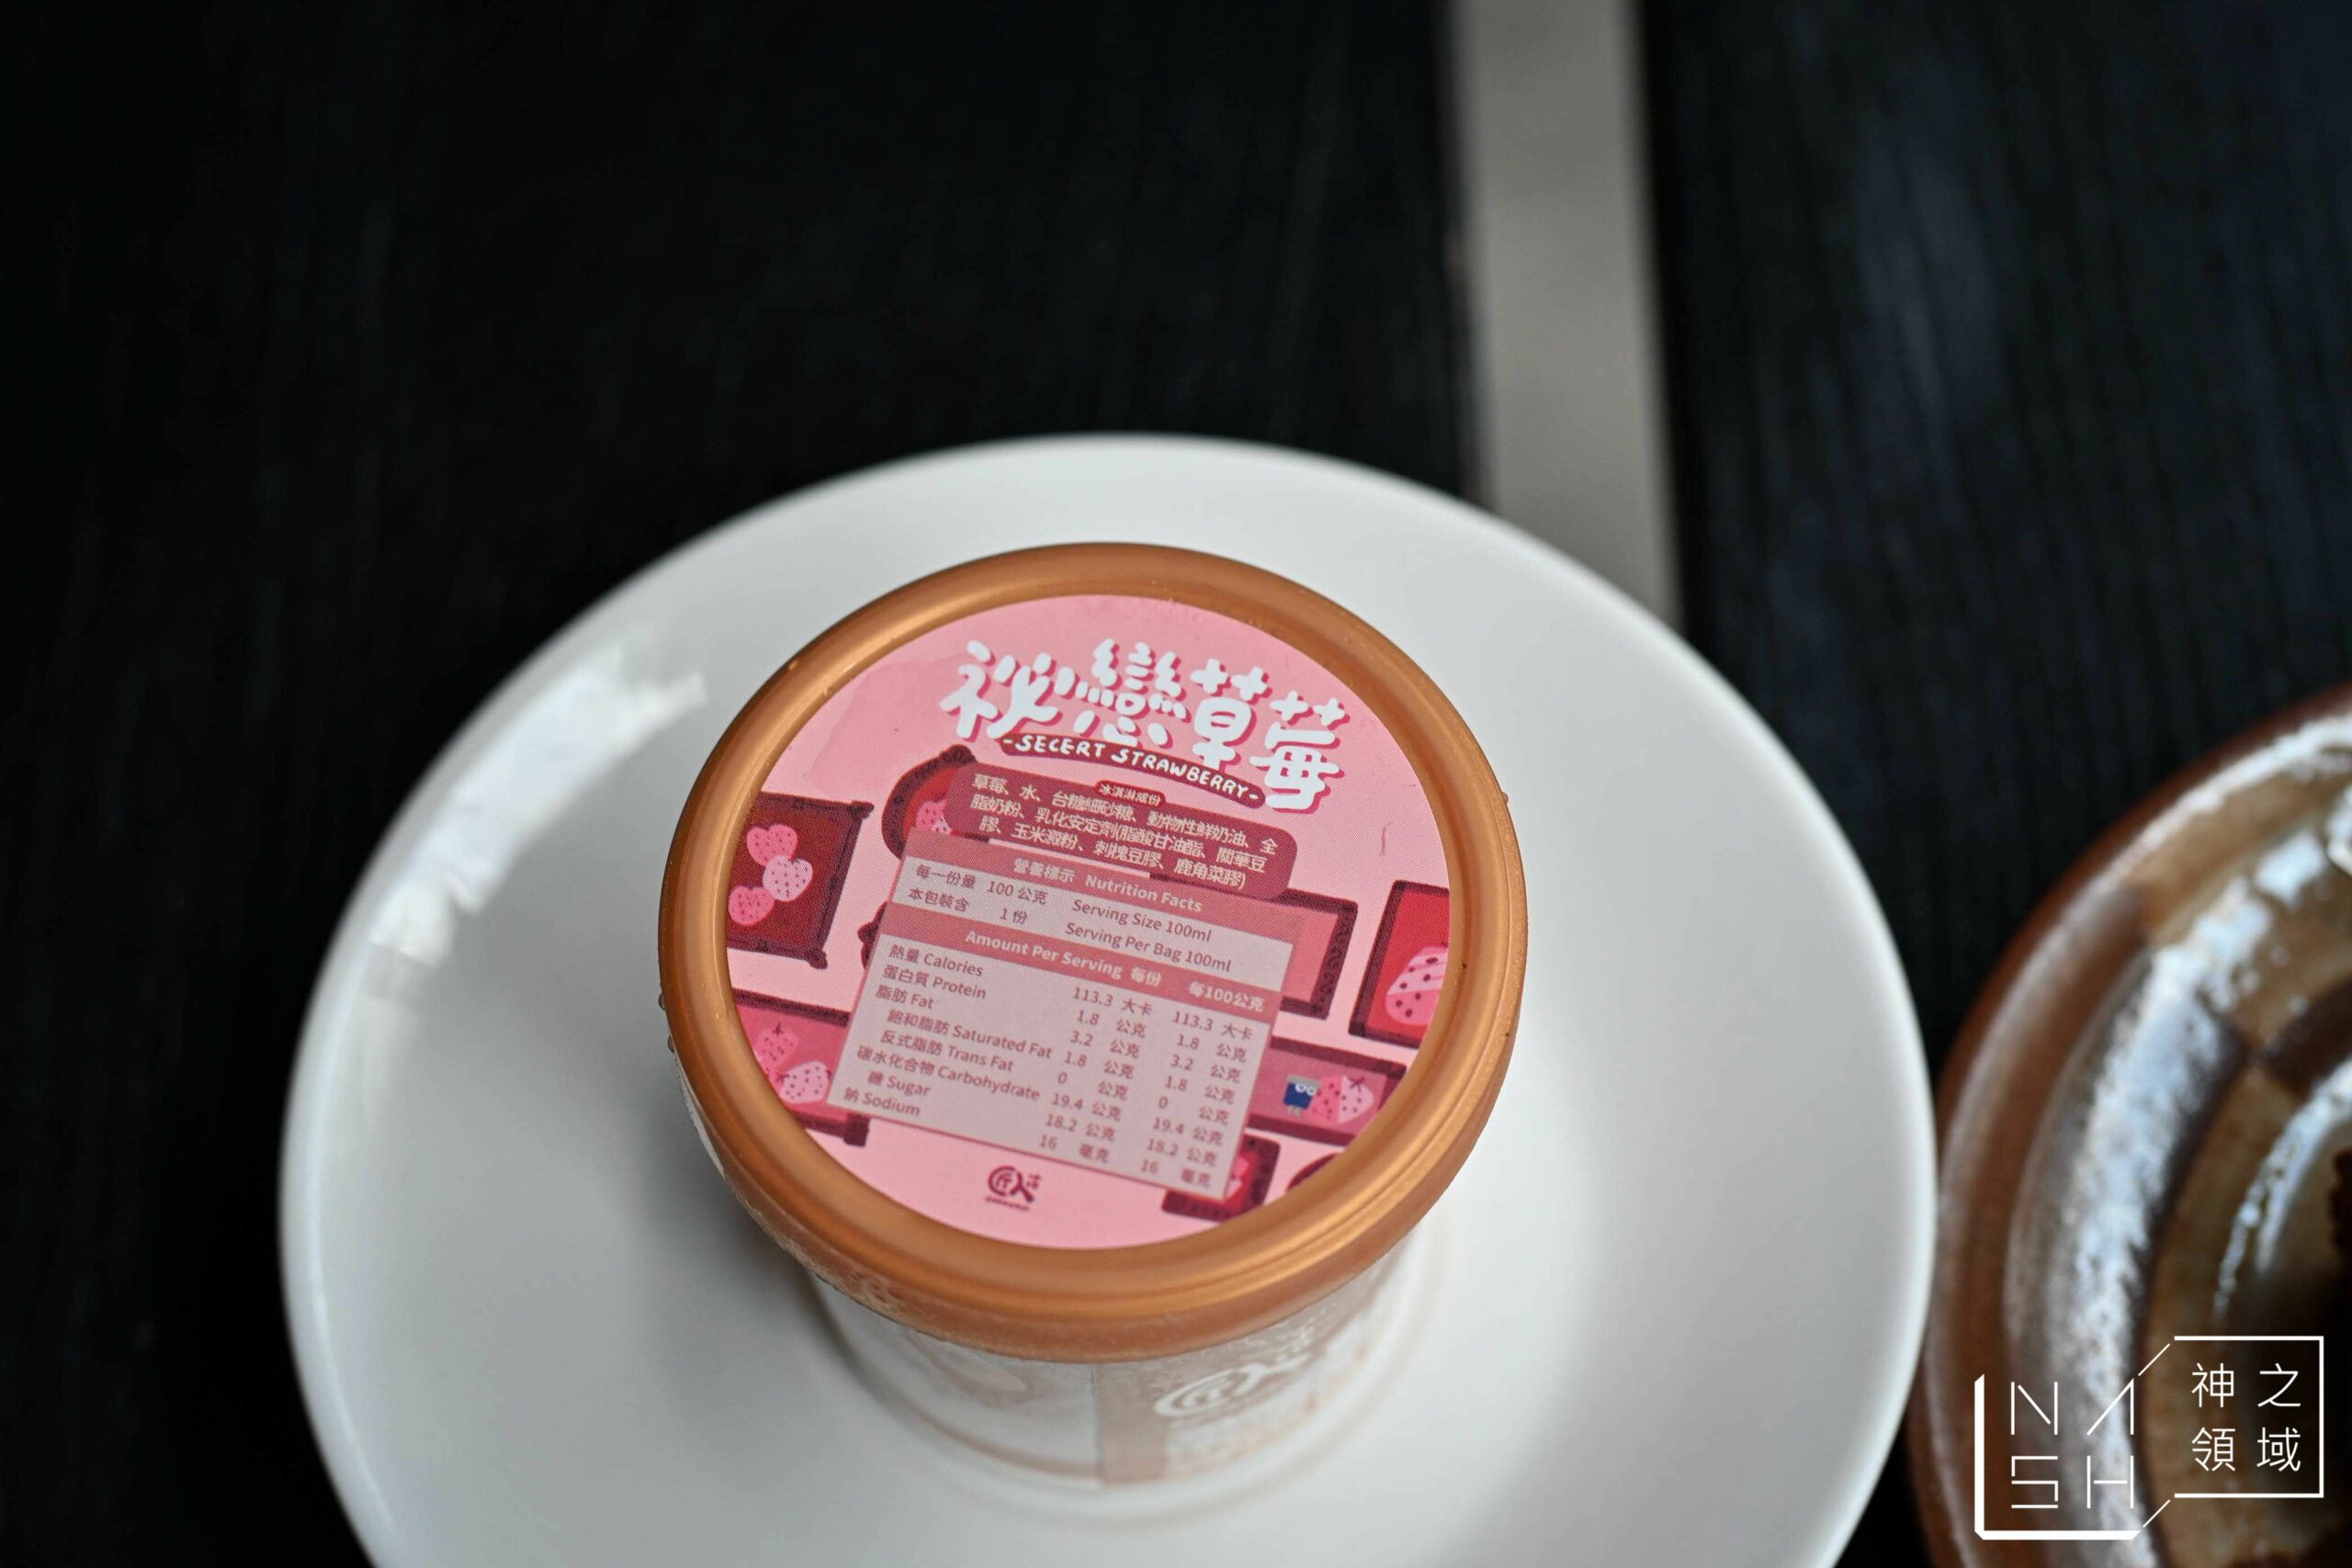 祕戀草莓
-SECERT STRAWBERRY-
冰淇淋成份
草莓、水、台糖細砂糖、動物性鮮奶油、全
脂奶粉、乳化安定劑(脂酸甘油酯、關華豆
膠、玉米澱粉、刺槐豆膠、鹿角菜膠)
營養標示 Nutrition Facts
每一份量 100 公克 Serving Size 100ml
本包裝含 1 份 Serving Per Bag 100ml
Amount Per Serving 每份 每100公克
熱量 Calories 113.3 大卡 113.3 大卡
蛋白質 Protein 1.8 公克 1.8 公克
脂肪 Fat 3.2 公克 3.2 公克
飽和脂肪 Saturated Fat 1.8 公克 1.8 公克
反式脂肪 Trans Fat 0 公克 0 公克
碳水化合物 Carbohydrate 19.4 公克 19.4 公克
糖 Sugar 18.2 公克 18.2 公克
鈉 Sodium 16 毫克 16 毫克
匠人
匠人
NASH
神之
領域